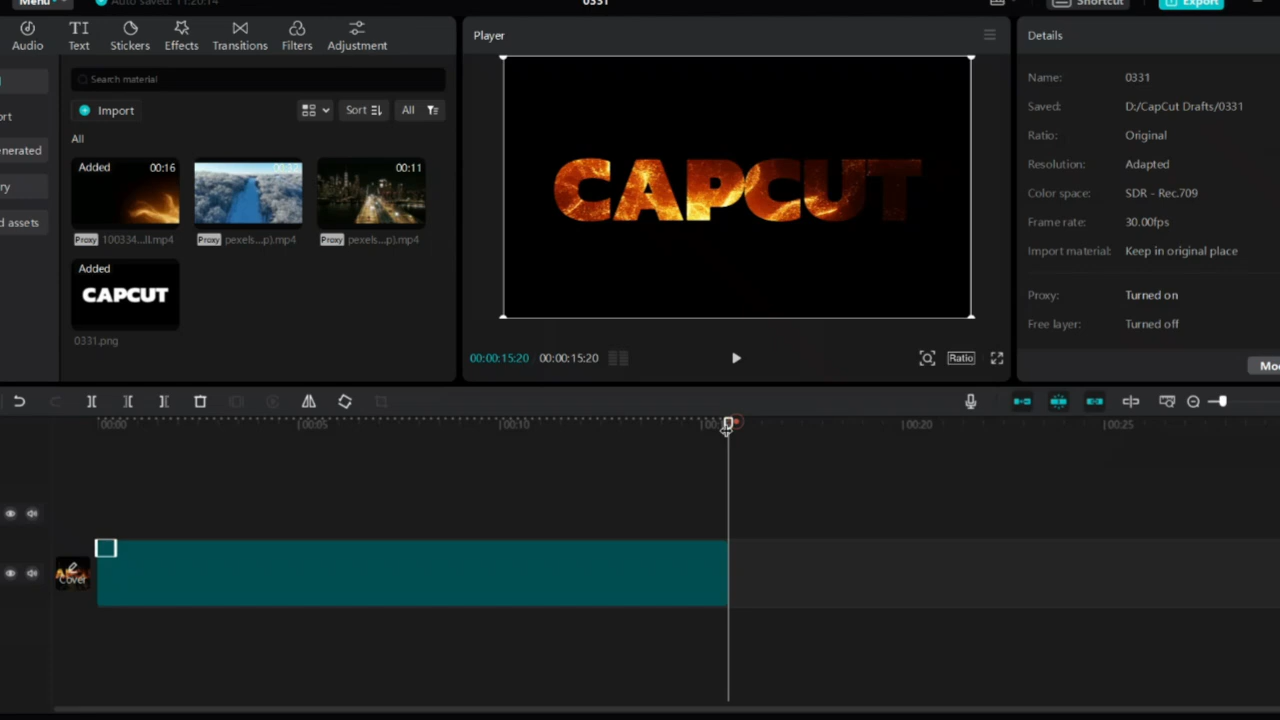 Menu
Auto saved: 11:20:14
0331
Shortcut
Export
Audio
Text
Stickers
Effects
Transitions
Filters
Adjustment
Search material
Import
Sort
All
All
Added
00:16
00:11
Proxy
100334...ll.mp4
Proxy
pexels...p).mp4
Proxy
pexels...p).mp4
Added
CAPCUT
0331.png
Player
CAPCUT
00:00:15:20
00:00:15:20
Ratio
Details
Name:
0331
Saved:
D:/CapCut Drafts/0331
Ratio:
Original
Resolution:
Adapted
Color space:
SDR - Rec.709
Frame rate:
30.00fps
Import material:
Keep in original place
Proxy:
Turned on
Free layer:
Turned off
00:00
|00:05
|00:10
|00:20
|00:25
Cover